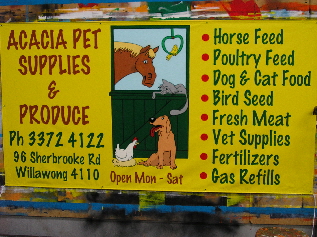 ACACIA PET
SUPPLIES
&
PRODUCE
Ph 3372 4122
96 Sherbrooke Rd
Willawong 4110
Open Mon - Sat
• Horse Feed
• Poultry Feed
• Dog & Cat Food
• Bird Seed
• Fresh Meat
• Vet Supplies
• Fertilizers
• Gas Refills